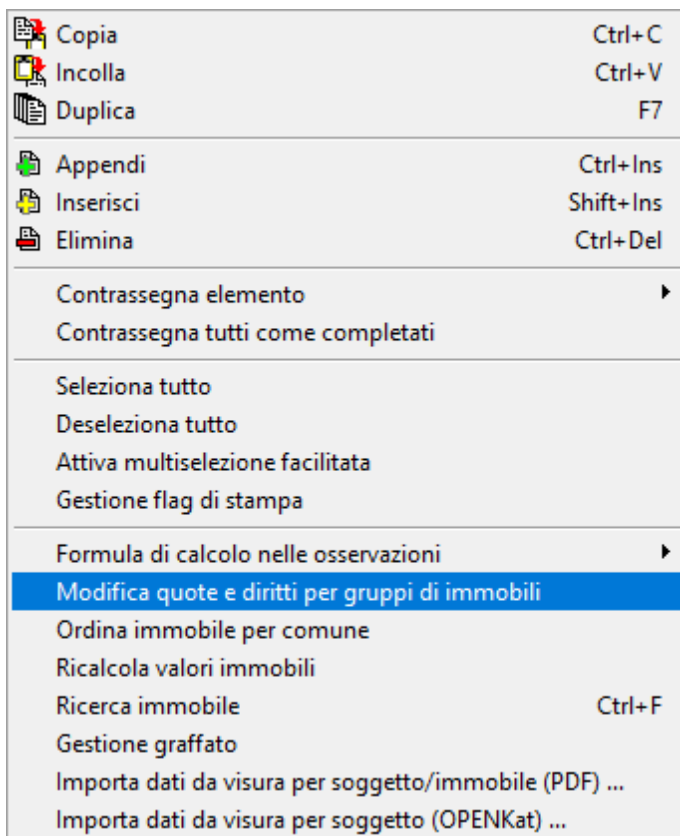 Copia Ctrl+C
Incolla Ctrl+V
Duplica F7
Appendi Ctrl+Ins
Inserisci Shift+Ins
Elimina Ctrl+Del
Contrassegna elemento
Contrassegna tutti come completati
Seleziona tutto
Deseleziona tutto
Attiva multiselezione facilitata
Gestione flag di stampa
Formula di calcolo nelle osservazioni
Modifica quote e diritti per gruppi di immobili
Ordina immobile per comune
Ricalcola valori immobili
Ricerca immobile Ctrl+F
Gestione graffato
Importa dati da visura per soggetto/immobile (PDF) ...
Importa dati da visura per soggetto (OPENKat) ...